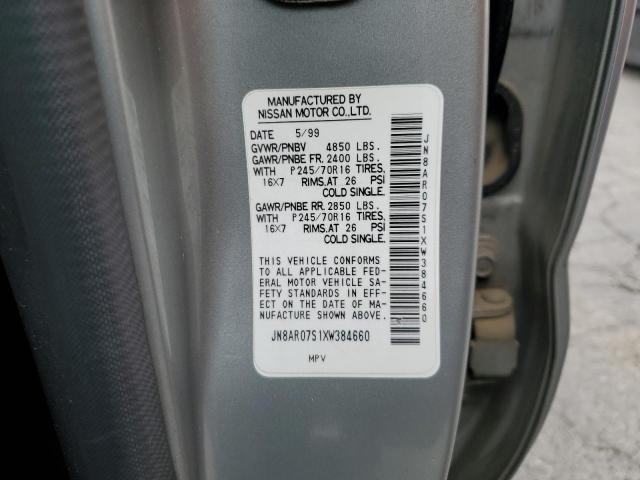 MANUFACTURED BY
NISSAN MOTOR CO.,LTD.
DATE 5/99
GVWR/PNBV 4850 LBS.
GAWR/PNBE FR. 2400 LBS.
WITH P245/70R16 TIRES,
16X7 RIMS,AT 26 PSI
COLD SINGLE.
GAWR/PNBE RR. 2850 LBS.
WITH P245/70R16 TIRES,
16X7 RIMS,AT 26 PSI
COLD SINGLE.
THIS VEHICLE CONFORMS
TO ALL APPLICABLE FED-
ERAL MOTOR VEHICLE SA-
FETY STANDARDS IN EFF-
ECT ON THE DATE OF MA-
NUFACTURE SHOWN ABOVE.
JN8AR07S1XW384660
MPV
JN8AR07S1XW384660